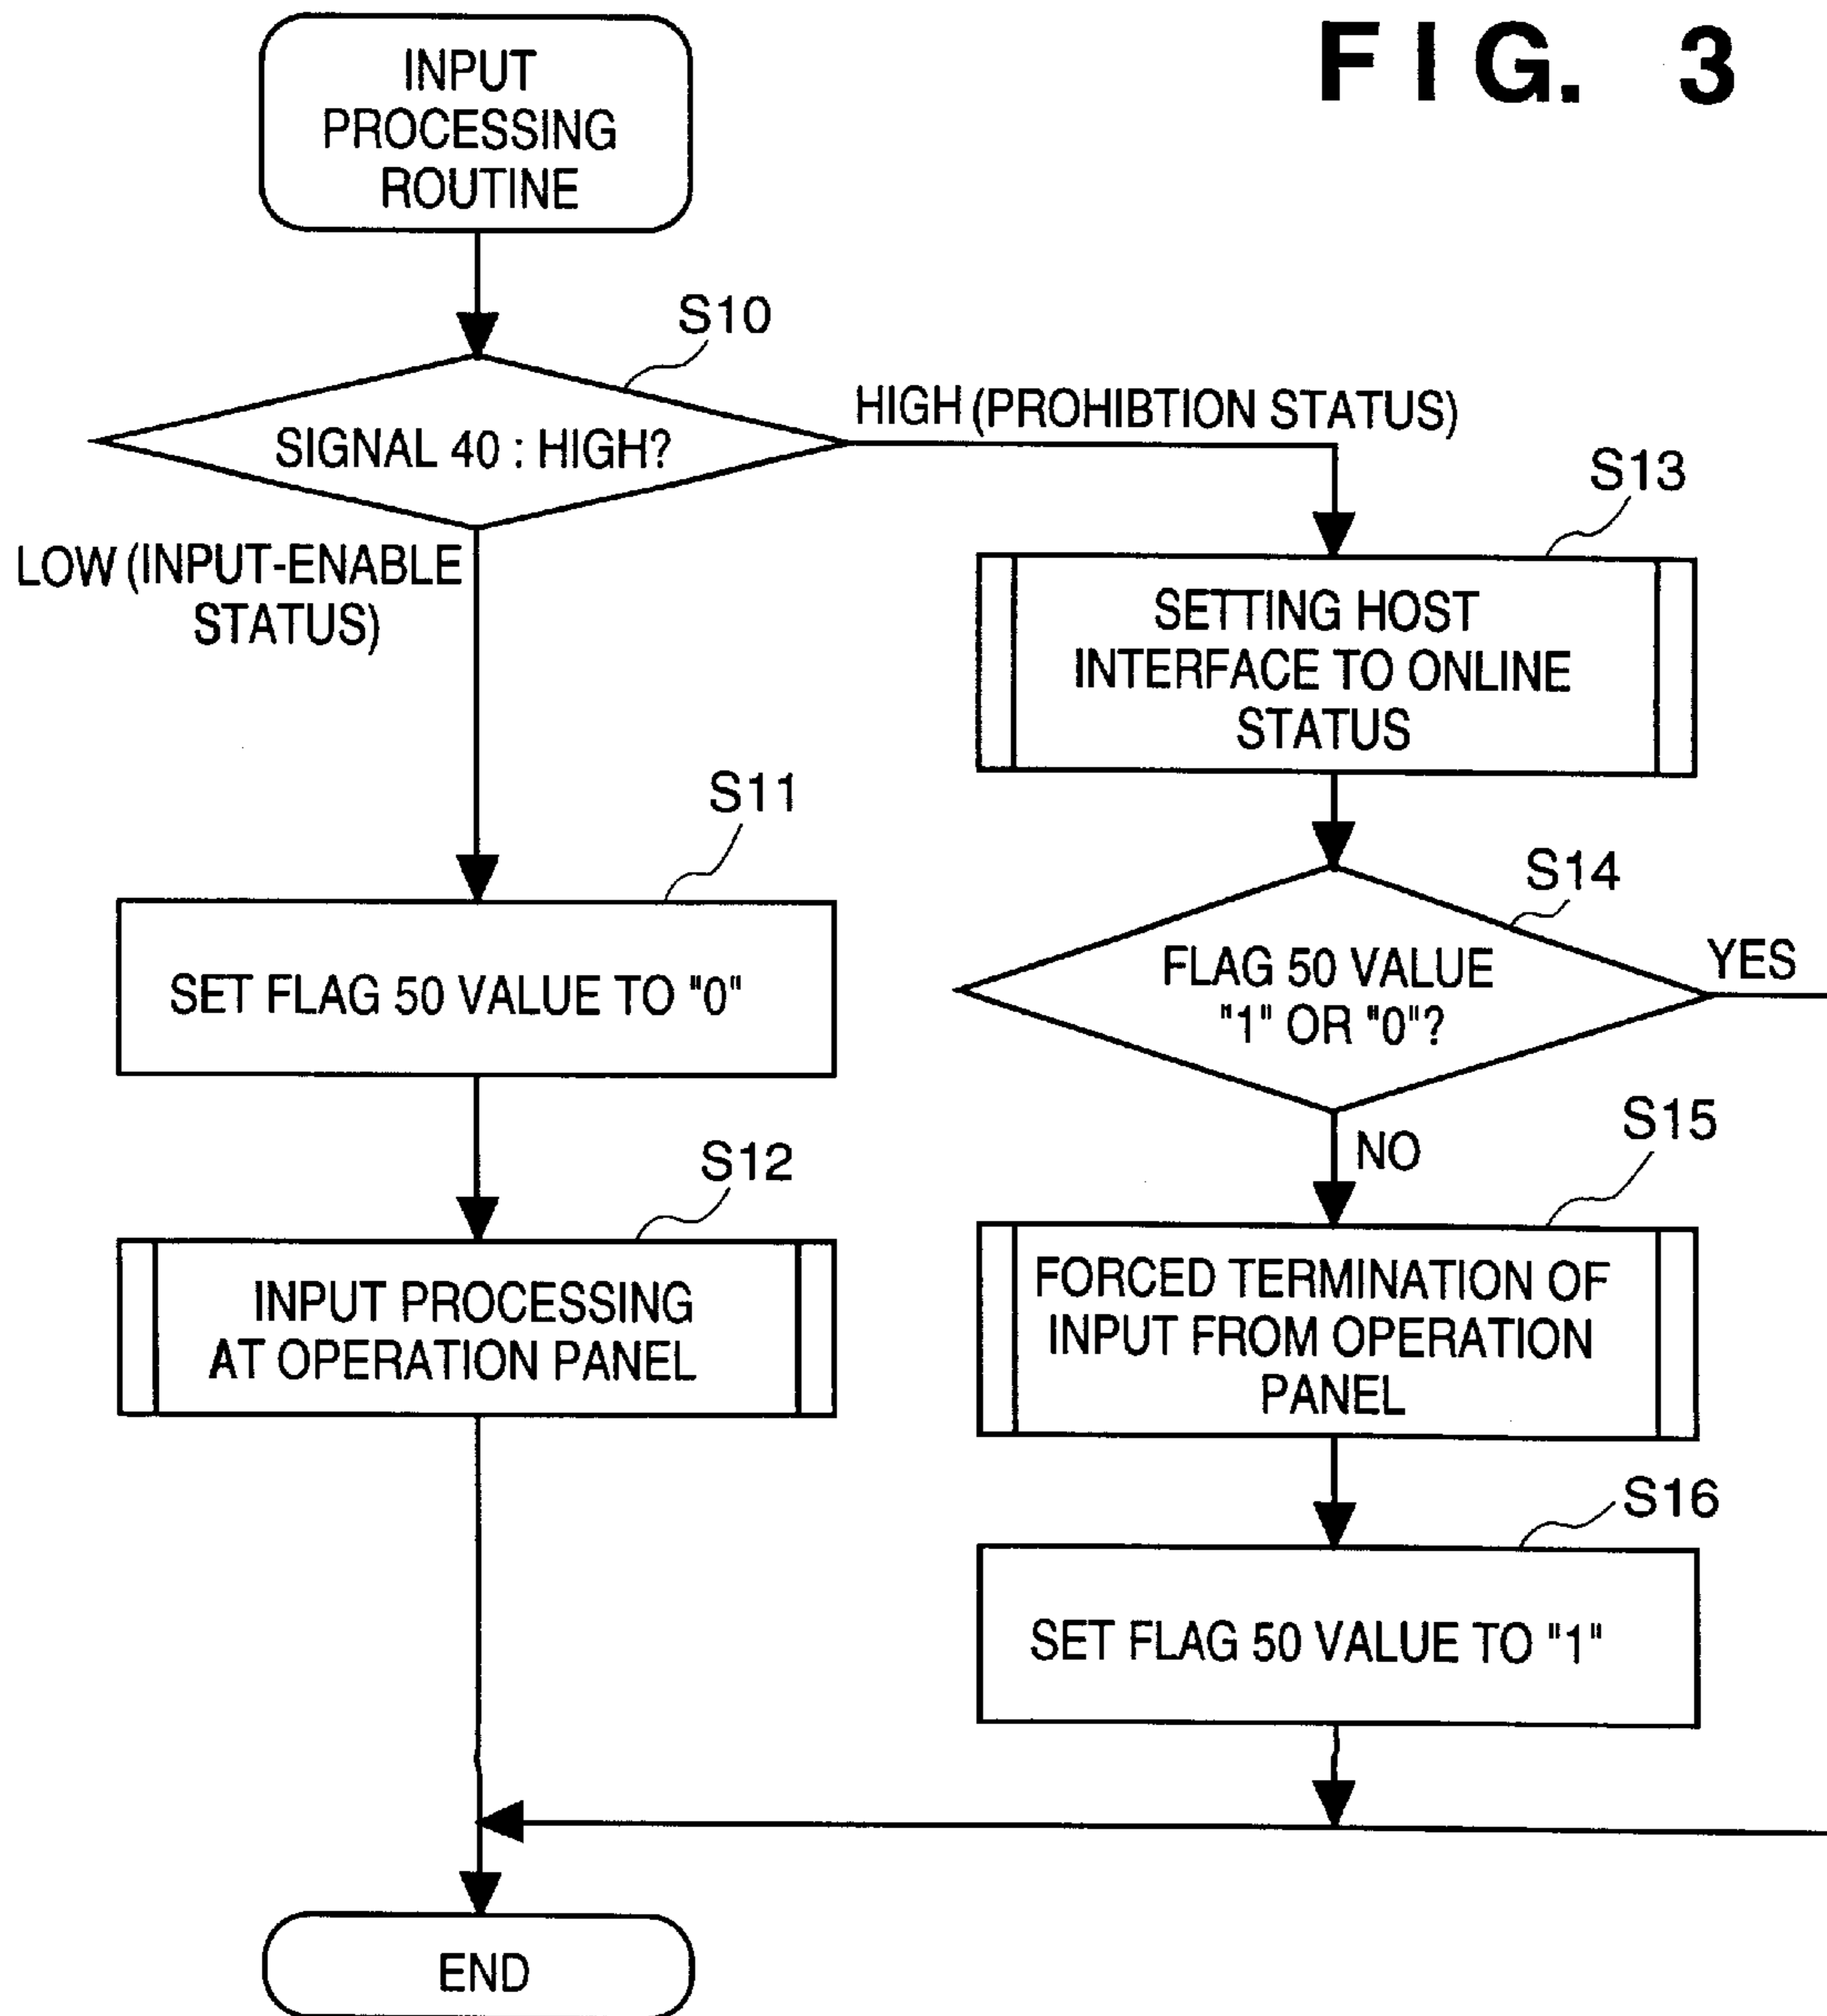 FIG. 3
INPUT
PROCESSING
ROUTINE
S10
SIGNAL 40 : HIGH?
HIGH (PROHIBTION STATUS)
LOW (INPUT-ENABLE
STATUS)
S13
SETTING HOST
INTERFACE TO ONLINE
STATUS
S11
SET FLAG 50 VALUE TO "0"
S14
FLAG 50 VALUE
"1" OR "0"?
YES
NO
S12
INPUT PROCESSING
AT OPERATION PANEL
S15
FORCED TERMINATION OF
INPUT FROM OPERATION
PANEL
S16
SET FLAG 50 VALUE TO "1"
END